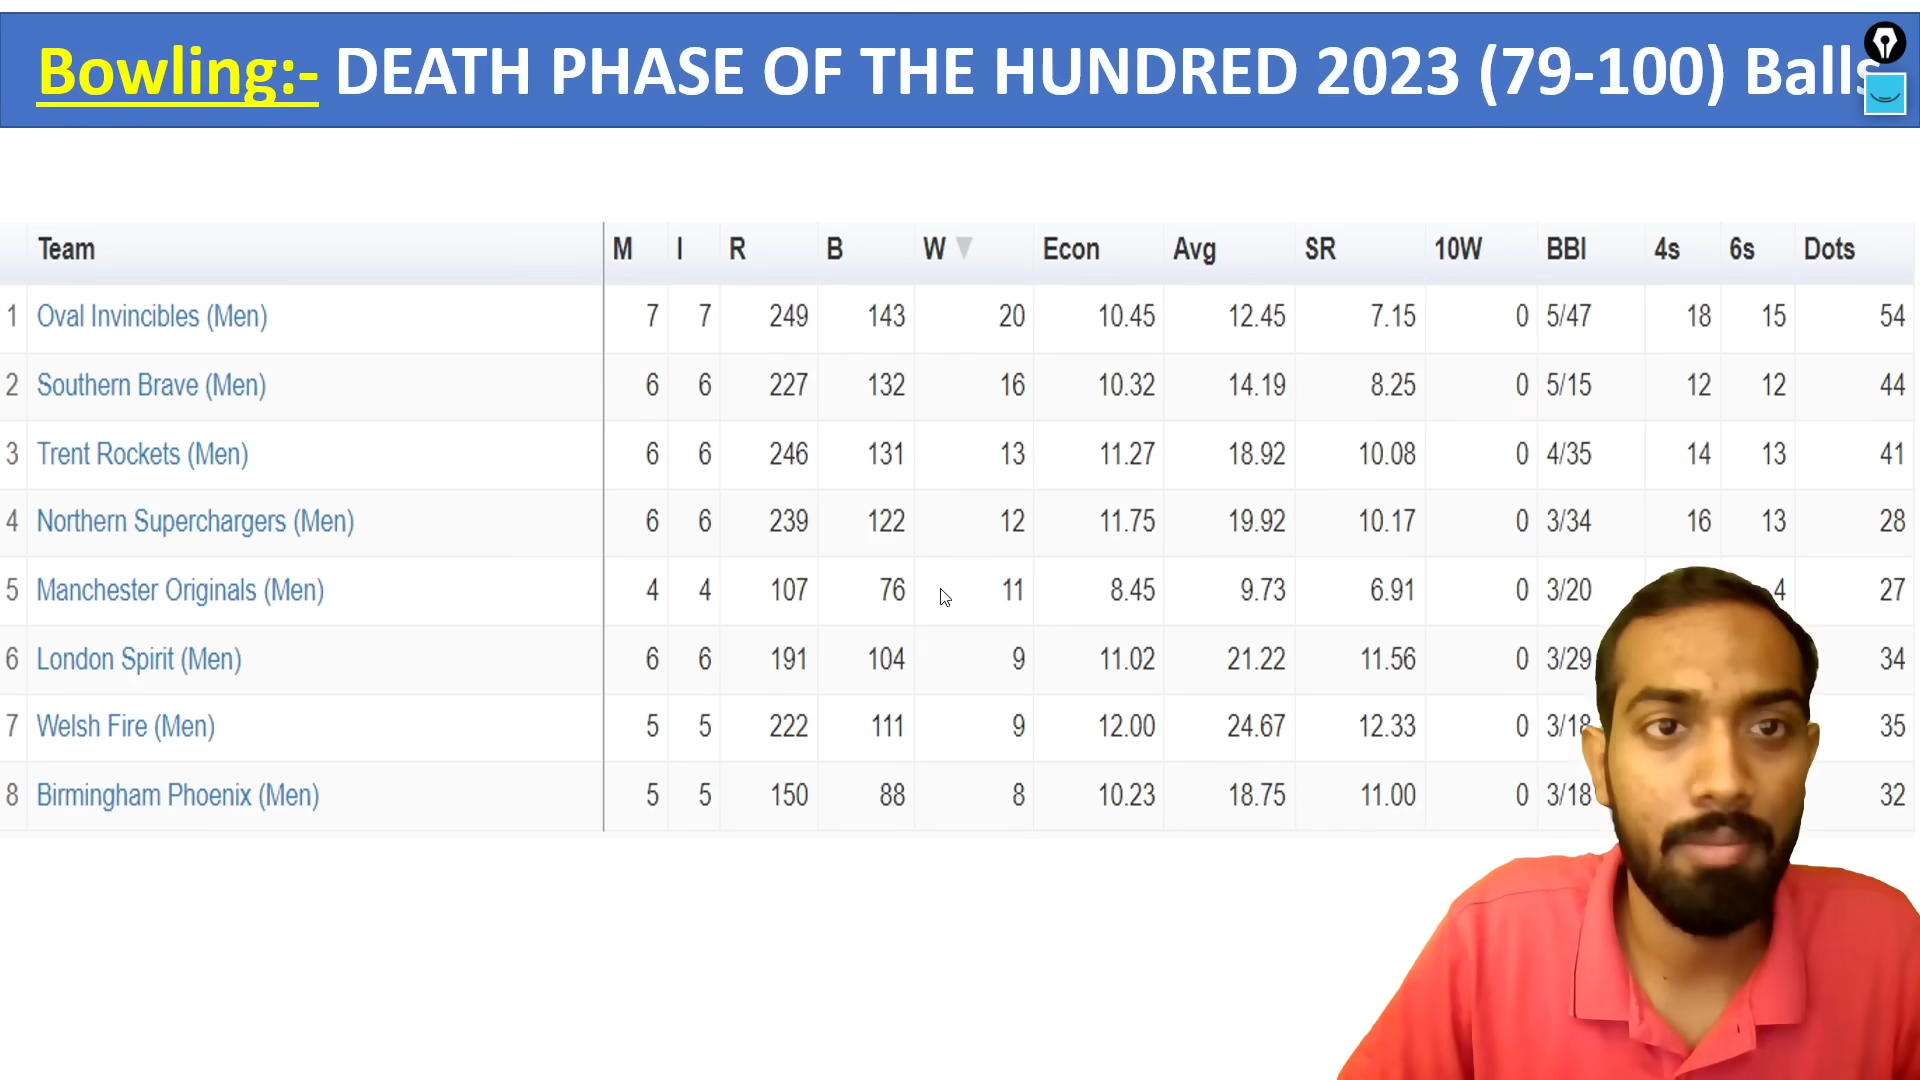 Bowling:- DEATH PHASE OF THE HUNDRED 2023 (79-100) Balls
Team M I R B W Econ Avg SR 10W BBI 4s 6s Dots
1 Oval Invincibles (Men) 7 7 249 143 20 10.45 12.45 7.15 0 5/47 18 15 54
2 Southern Brave (Men) 6 6 227 132 16 10.32 14.19 8.25 0 5/15 12 12 44
3 Trent Rockets (Men) 6 6 246 131 13 11.27 18.92 10.08 0 4/35 14 13 41
4 Northern Superchargers (Men) 6 6 239 122 12 11.75 19.92 10.17 0 3/34 16 13 28
5 Manchester Originals (Men) 4 4 107 76 11 8.45 9.73 6.91 0 3/20 4 27
6 London Spirit (Men) 6 6 191 104 9 11.02 21.22 11.56 0 3/29 34
7 Welsh Fire (Men) 5 5 222 111 9 12.00 24.67 12.33 0 3/18 35
8 Birmingham Phoenix (Men) 5 5 150 88 8 10.23 18.75 11.00 0 3/18 32